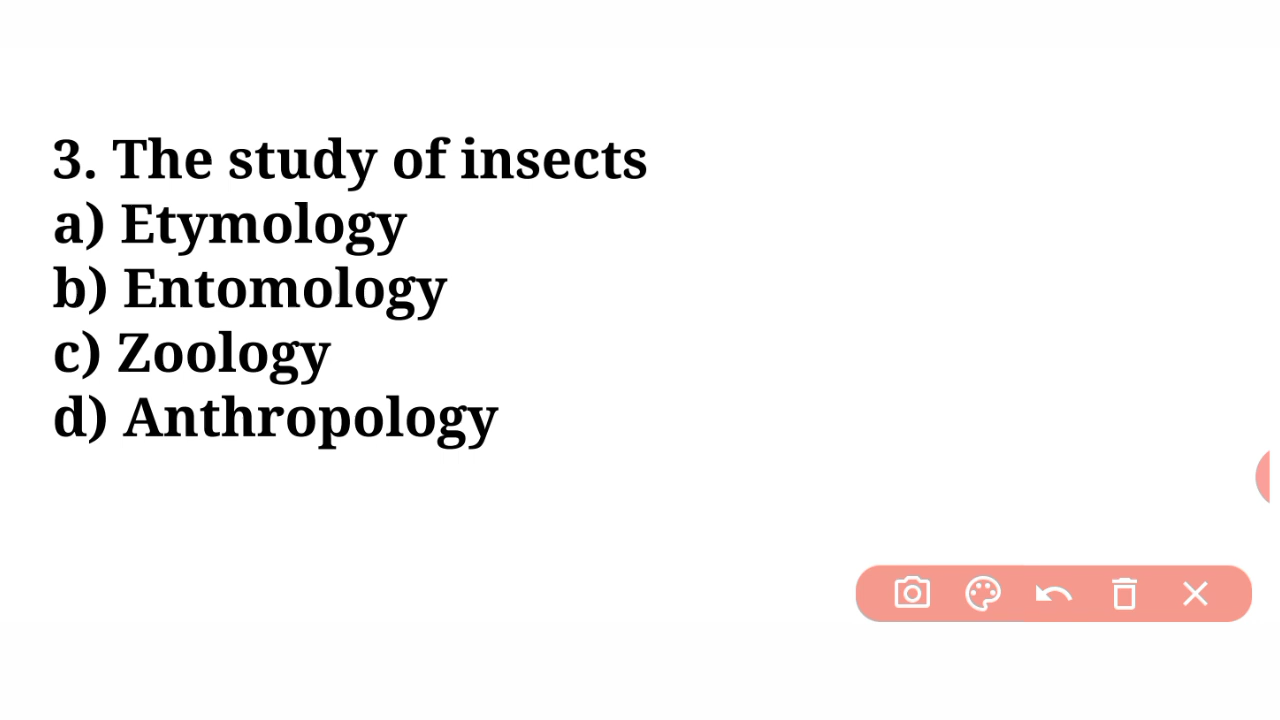 3. The study of insects
a) Etymology
b) Entomology
c) Zoology
d) Anthropology